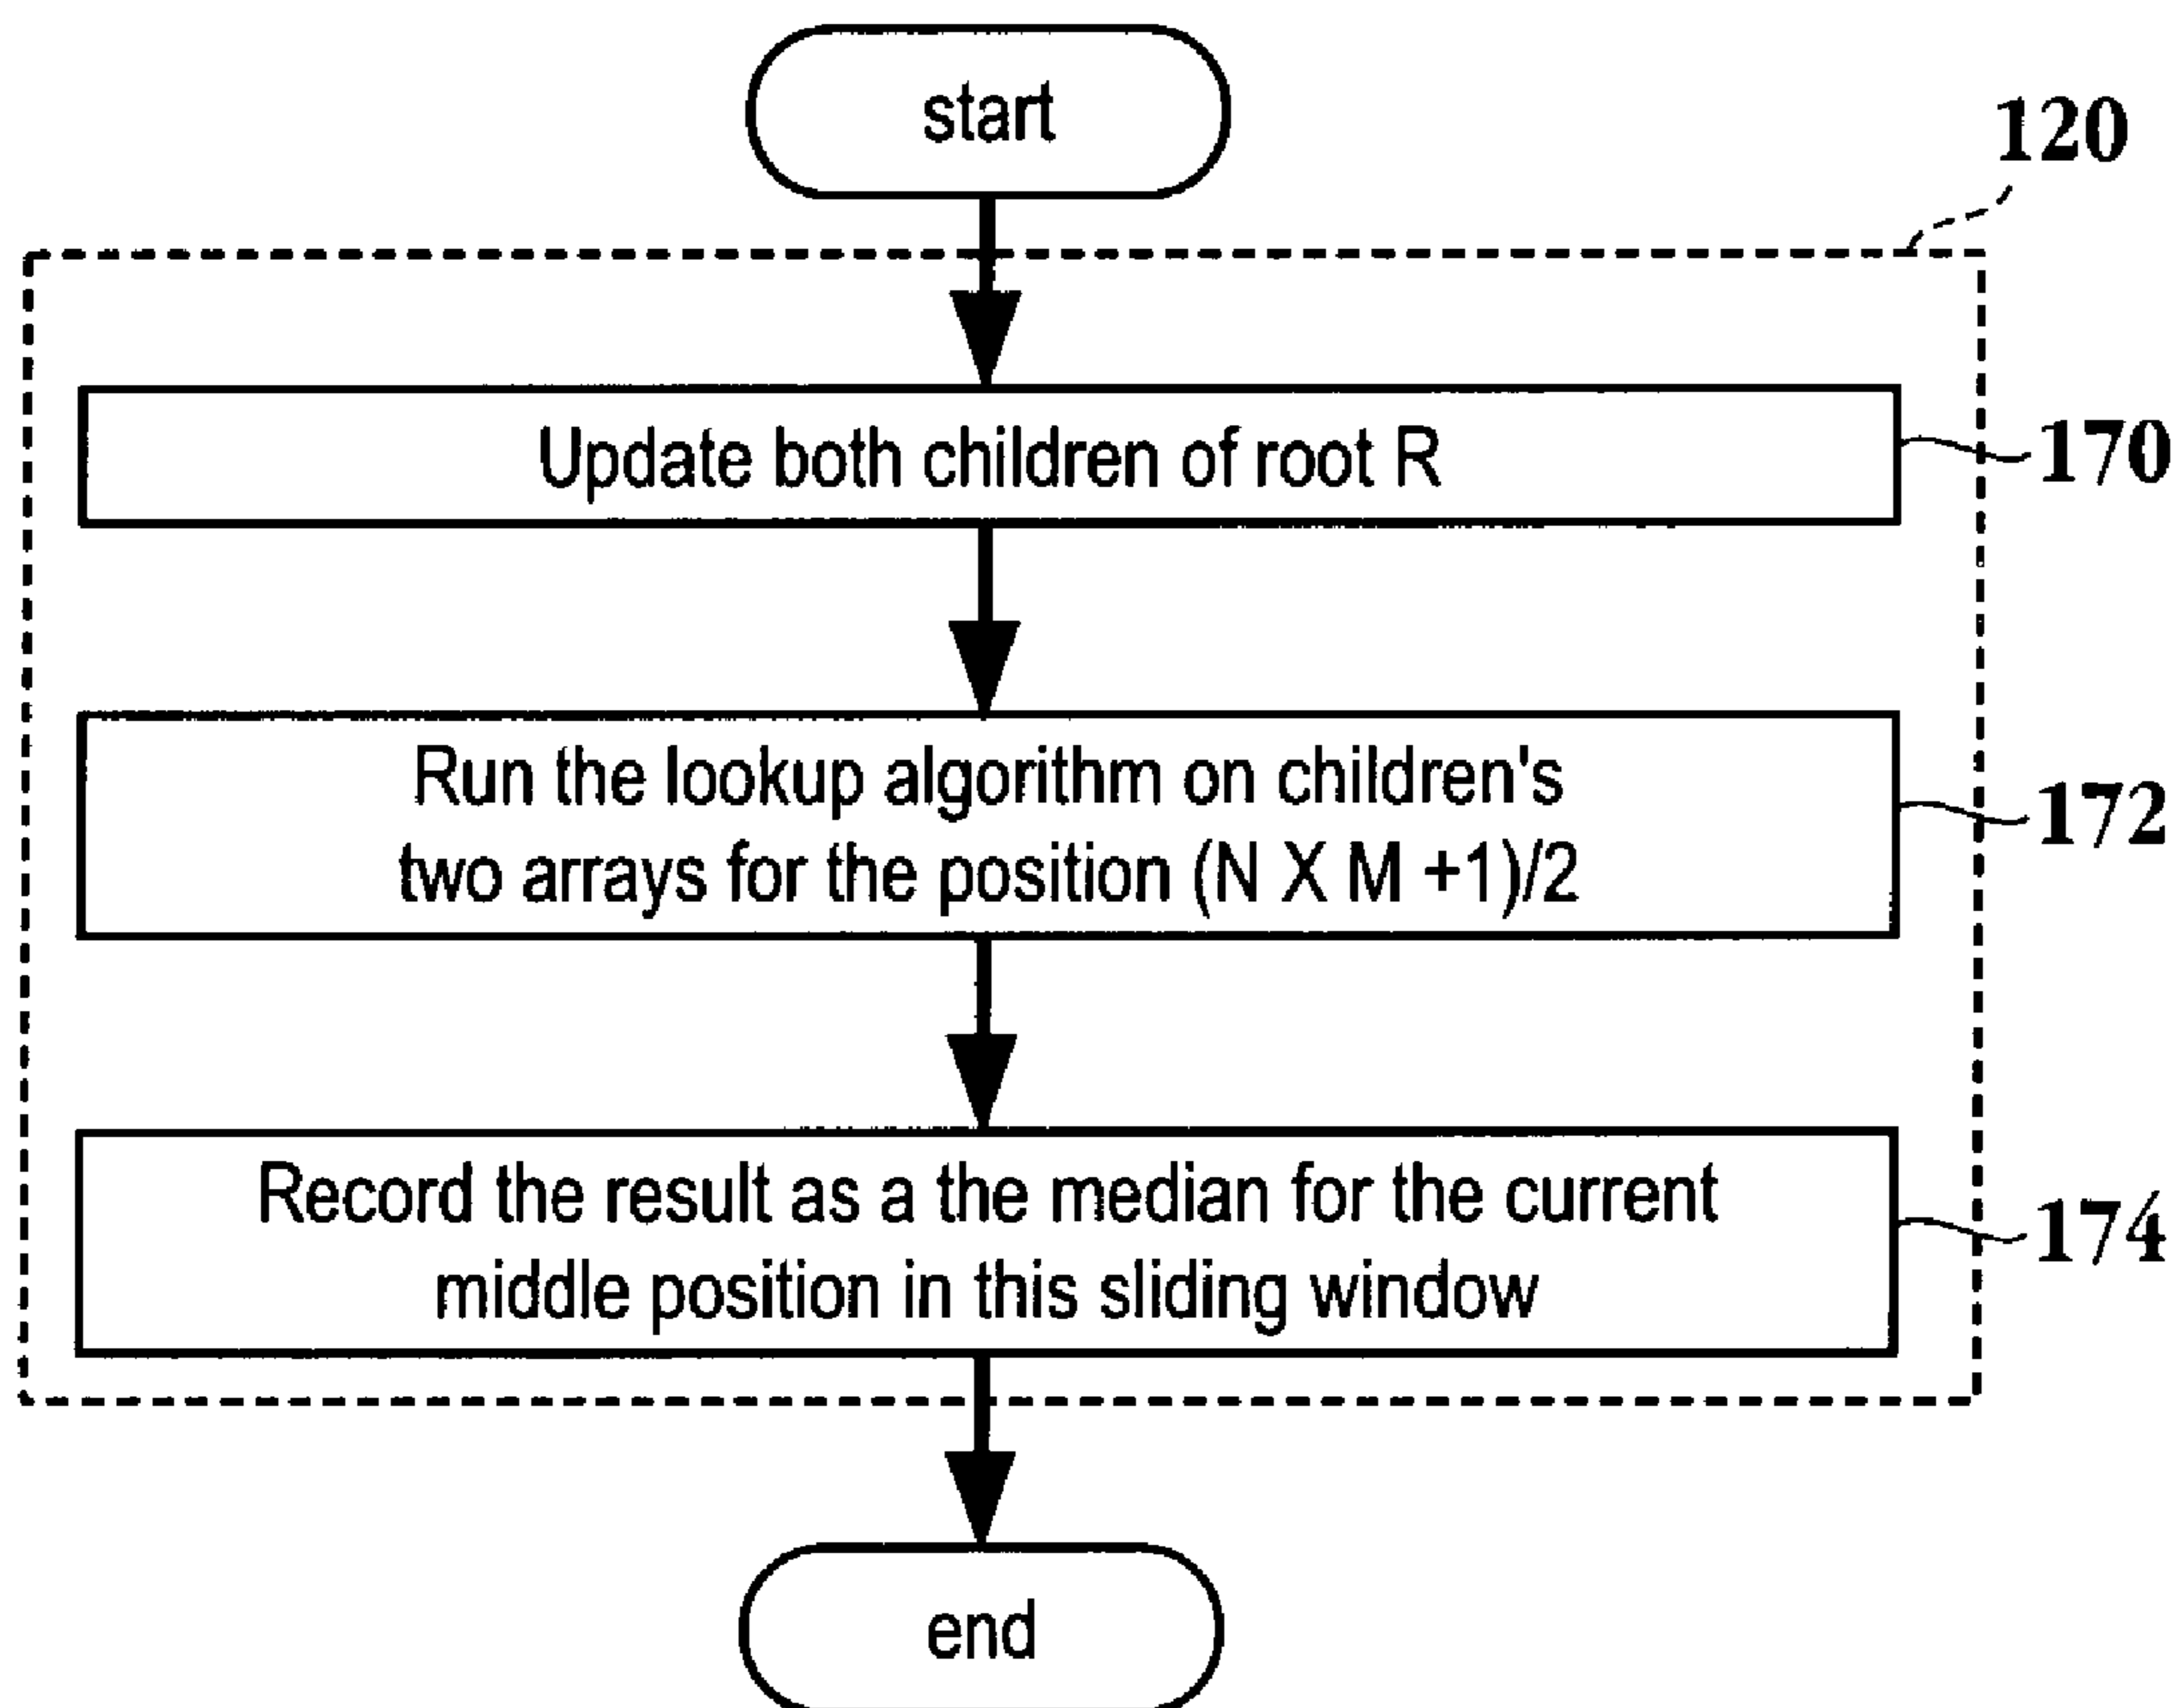 start
120
Update both children of root R
170
Run the lookup algorithm on children's
two arrays for the position (N X M +1)/2
172
Record the result as a the median for the current
middle position in this sliding window
174
end